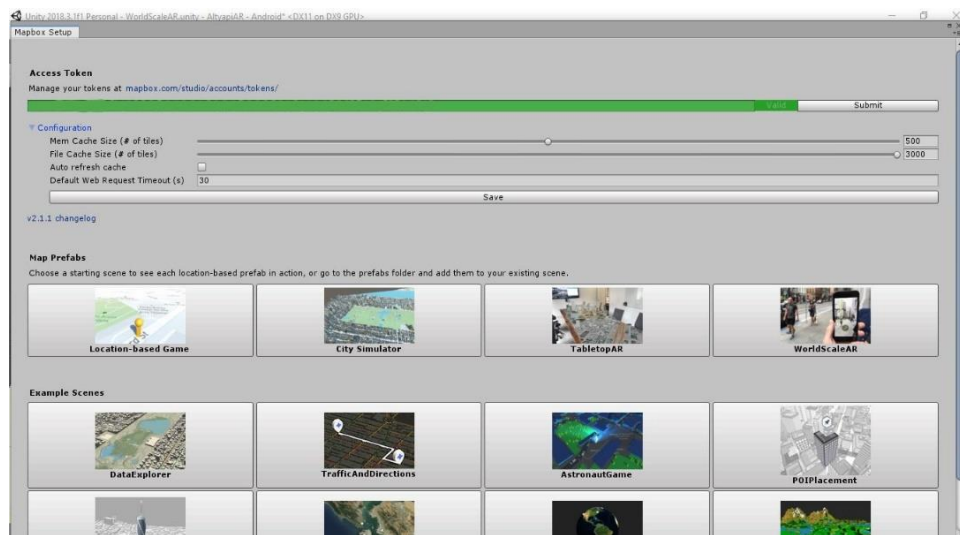 Unity 2018.3.1f1 Personal - WorldScaleAR.unity - AltyapiAR - Android* <DX11 on DX9 GPU>
Mapbox Setup
Access Token
Manage your tokens at mapbox.com/studio/accounts/tokens/
Valid Submit
Configuration
Mem Cache Size (# of tiles) 500
File Cache Size (# of tiles) 3000
Auto refresh cache
Default Web Request Timeout (s) 30
Save
v2.1.1 changelog
Map Prefabs
Choose a starting scene to see each location-based prefab in action, or go to the prefabs folder and add them to your existing scene.
Location-based Game City Simulator TabletopAR WorldScaleAR
Example Scenes
DataExplorer TrafficAndDirections AstronautGame POIPlacement